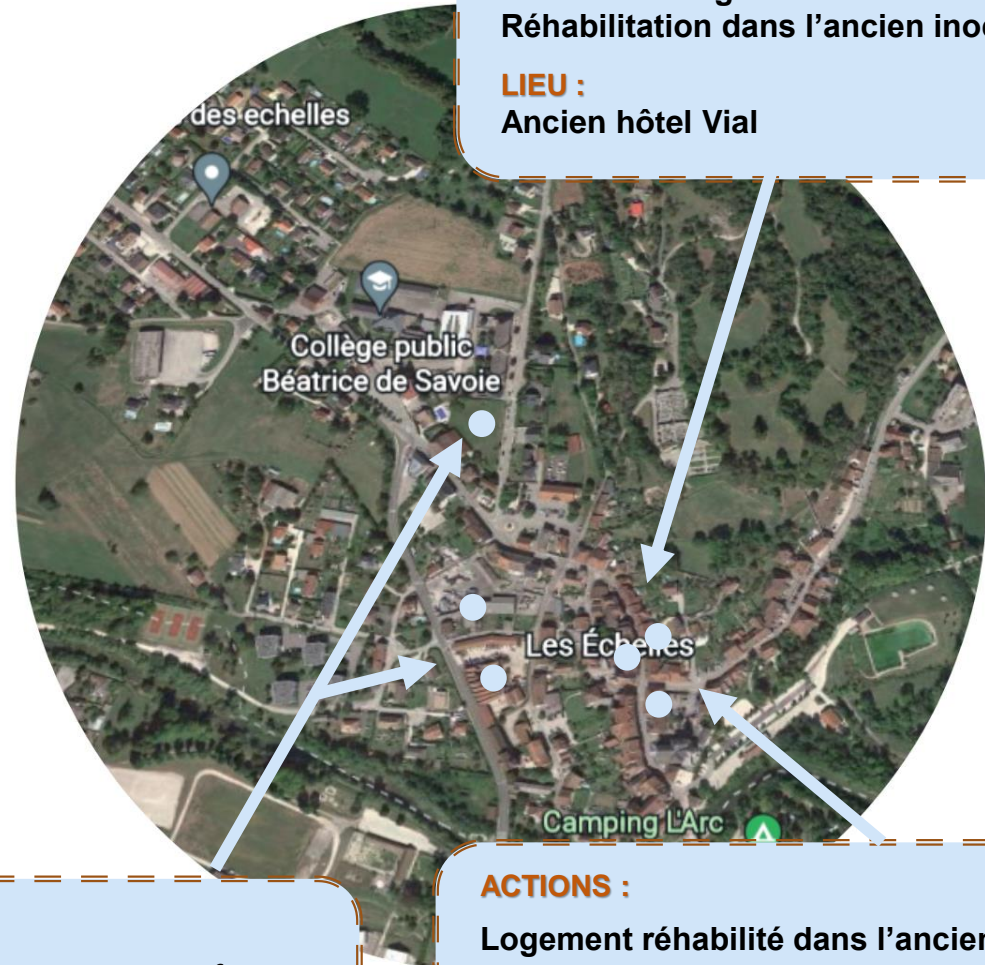 Réhabilitation dans l’ancien
LIEU :
Ancien hôtel Vial
des echelles
Collège public
Béatrice de Savoie
Les Échelles
Camping L'Arc
ACTIONS :
Logement réhabilité dans l’ancien